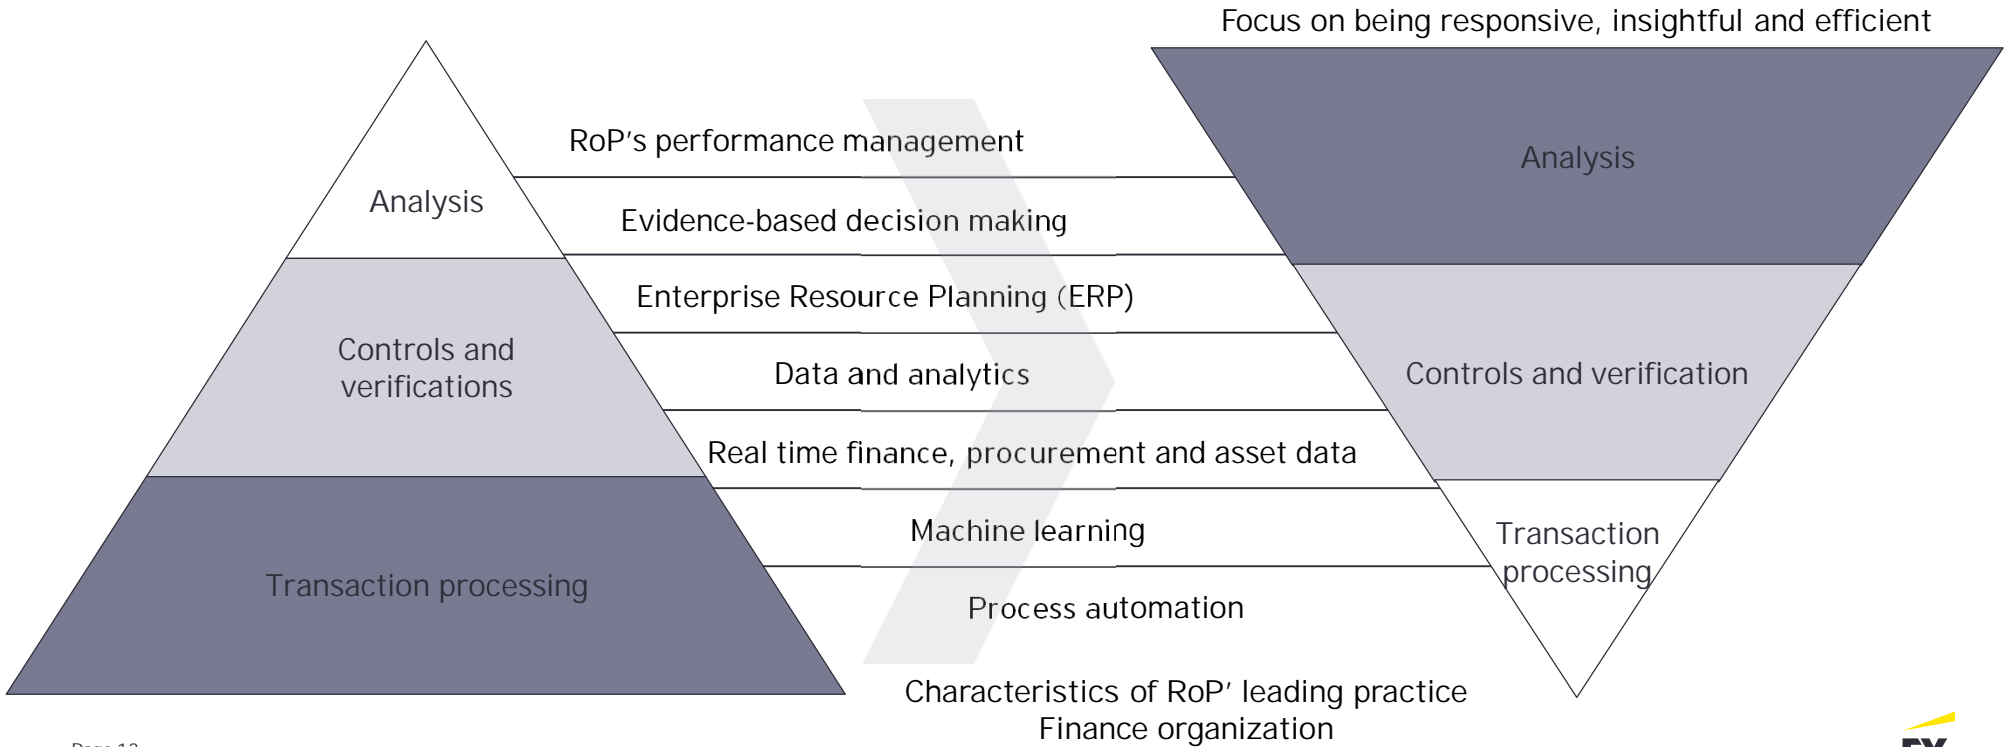 Focus on being responsive, insightful and efficient
RoP's performance management
Analysis
Evidence-based decision making
Analysis
Enterprise Resource Planning (ERP)
Controls and
verifications
Data and analytics
Controls and verification
Real time finance, procurement and asset data
Machine learning
Transaction
processing
Transaction processing
Process automation
Characteristics of RoP' leading practice
Finance organization
EY